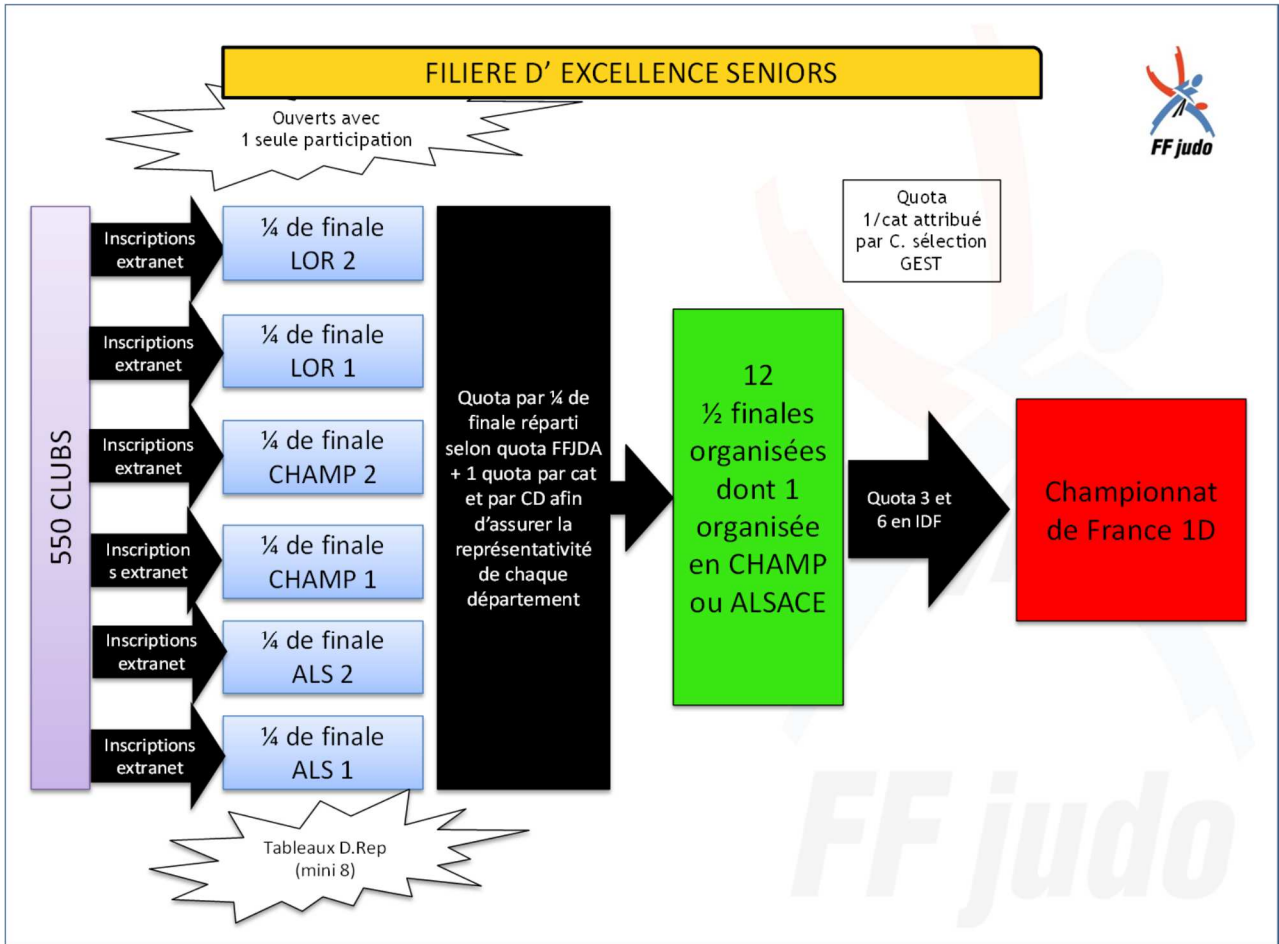 FILIERE D' EXCELLENCE SENIORS
FF judo
Ouverts avec
1 seule participation
Quota
1/cat attribué
par C. sélection
GEST
550 CLUBS
Inscriptions
extranet
¼ de finale
LOR 2
Inscriptions
extranet
¼ de finale
LOR 1
Inscriptions
extranet
¼ de finale
CHAMP 2
Inscription
s extranet
¼ de finale
CHAMP 1
Inscriptions
extranet
¼ de finale
ALS 2
Inscriptions
extranet
¼ de finale
ALS 1
Quota par ¼ de
finale réparti
selon quota FFJDA
+ 1 quota par cat
et par CD afin
d'assurer la
représentativité
de chaque
département
12
½ finales
organisées
dont 1
organisée
en CHAMP
ou ALSACE
Quota 3 et
6 en IDF
Championnat
de France 1D
Tableaux D.Rep
(mini 8)
FF judo